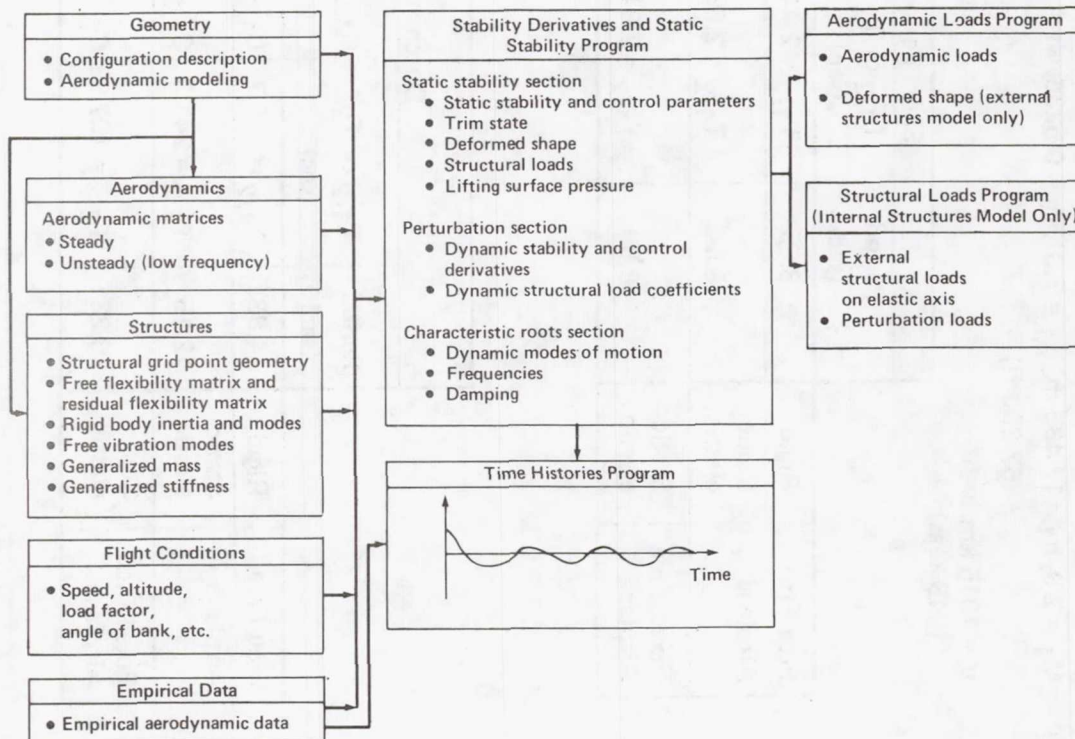 Geometry
• Configuration description
• Aerodynamic modeling
Aerodynamics
Aerodynamic matrices
• Steady
• Unsteady (low frequency)
Structures
• Structural grid point geometry
• Free flexibility matrix and
residual flexibility matrix
• Rigid body inertia and modes
• Free vibration modes
• Generalized mass
• Generalized stiffness
Flight Conditions
• Speed, altitude,
load factor,
angle of bank, etc.
Empirical Data
• Empirical aerodynamic data
Stability Derivatives and Static
Stability Program
Static stability section
• Static stability and control parameters
• Trim state
• Deformed shape
• Structural loads
• Lifting surface pressure
Perturbation section
• Dynamic stability and control
derivatives
• Dynamic structural load coefficients
Characteristic roots section
• Dynamic modes of motion
• Frequencies
• Damping
Time Histories Program
Time
Aerodynamic Loads Program
• Aerodynamic loads
• Deformed shape (external
structures model only)
Structural Loads Program
(Internal Structures Model Only)
• External
structural loads
on elastic axis
• Perturbation loads